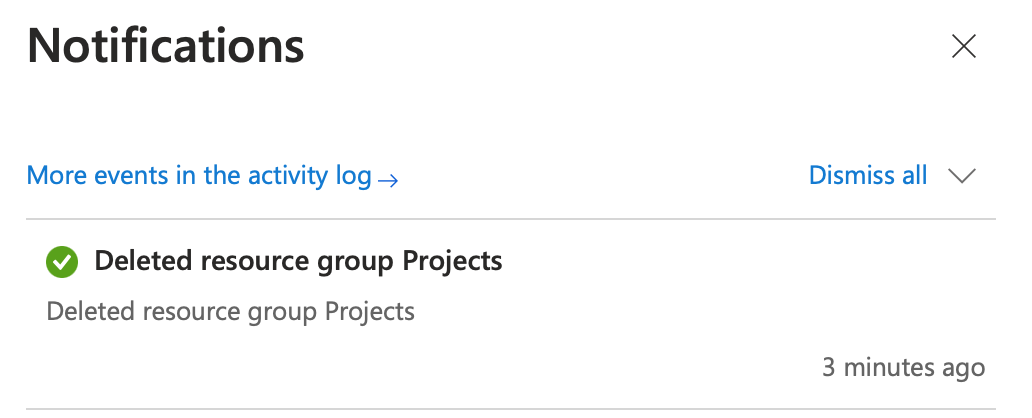 Notifications
More events in the activity log → Dismiss all
Deleted resource group Projects
Deleted resource group Projects
3 minutes ago